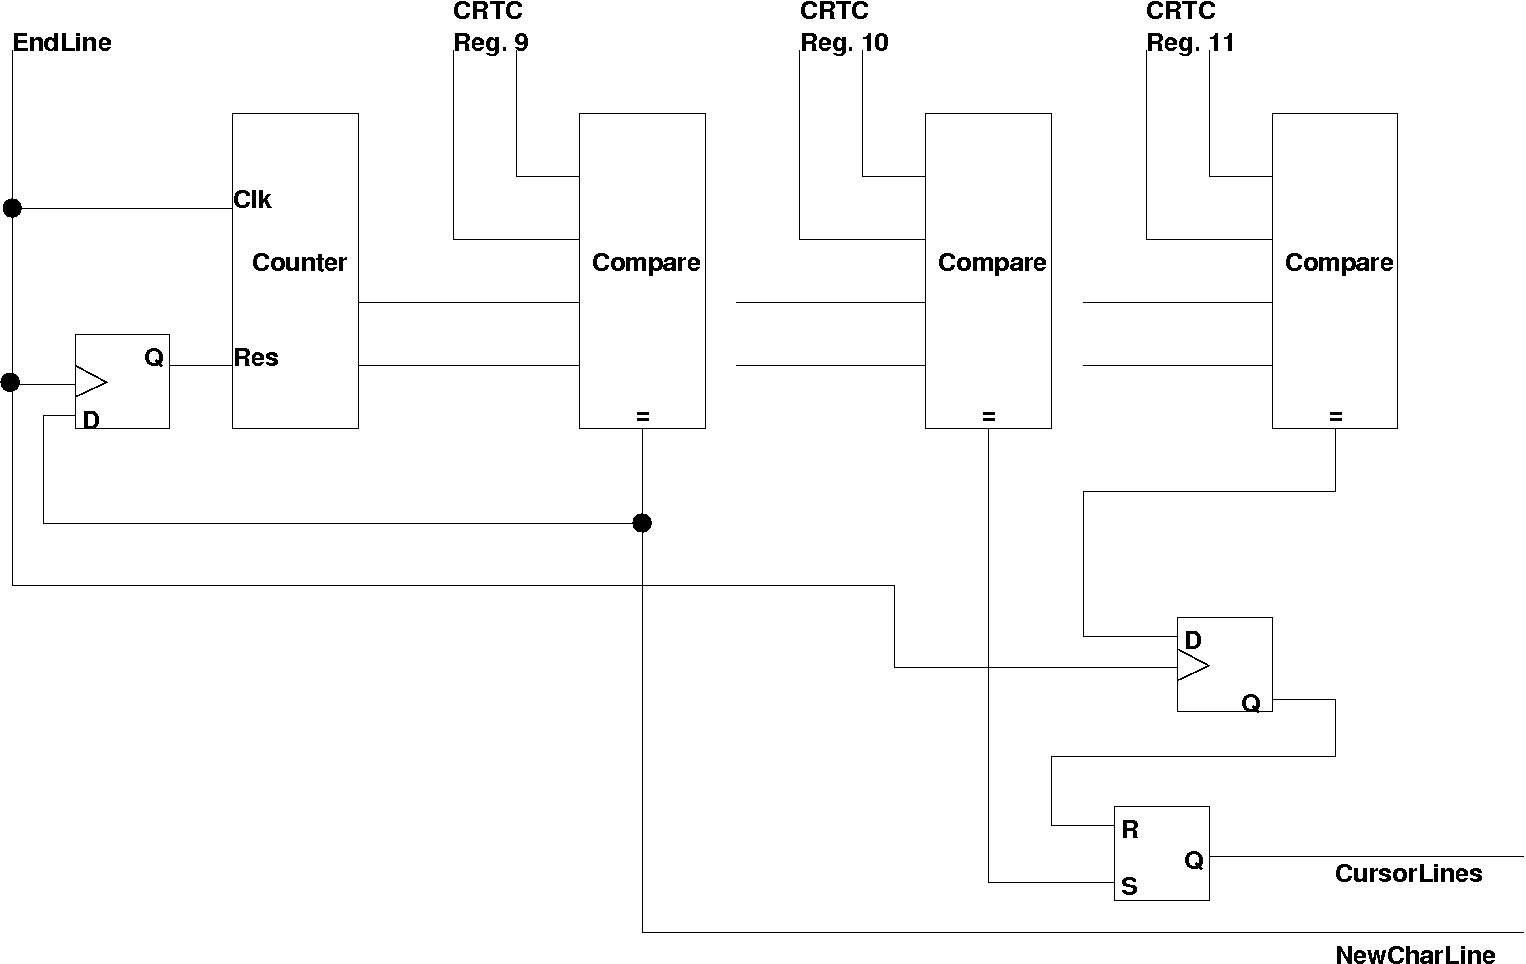 CRTC
Reg. 9
CRTC
Reg. 10
CRTC
Reg. 11
EndLine
Clk
Counter
Res
Compare
=
Compare
=
Compare
=
Q
D
D
Q
R
Q
S
CursorLines
NewCharLine